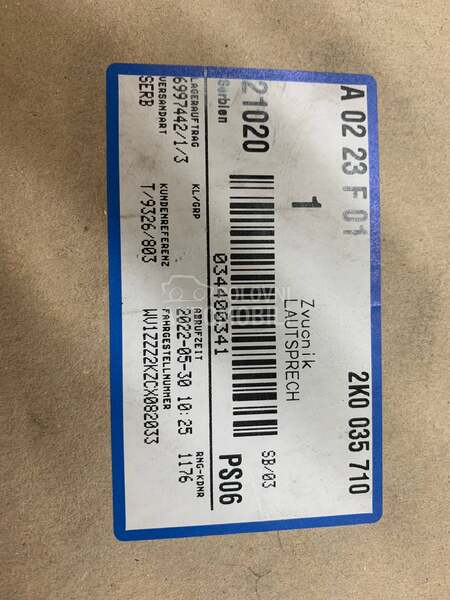 A 02 23 F 01 2K0 035 710
1
Zvucnik
LAUTSPRECH
SB/03
21020 034400341 PS06
Serbien
LAGERAUFTRAG KL/GRP ABRUFZEIT RNG-KDNR
6997442/1/3 2022-05-30 10:25 1176
VERSANDART KUNDENREFERENZ FAHRGESTELLNUMMER
SERB T/9326/803 WV1ZZZ2KZCX082033